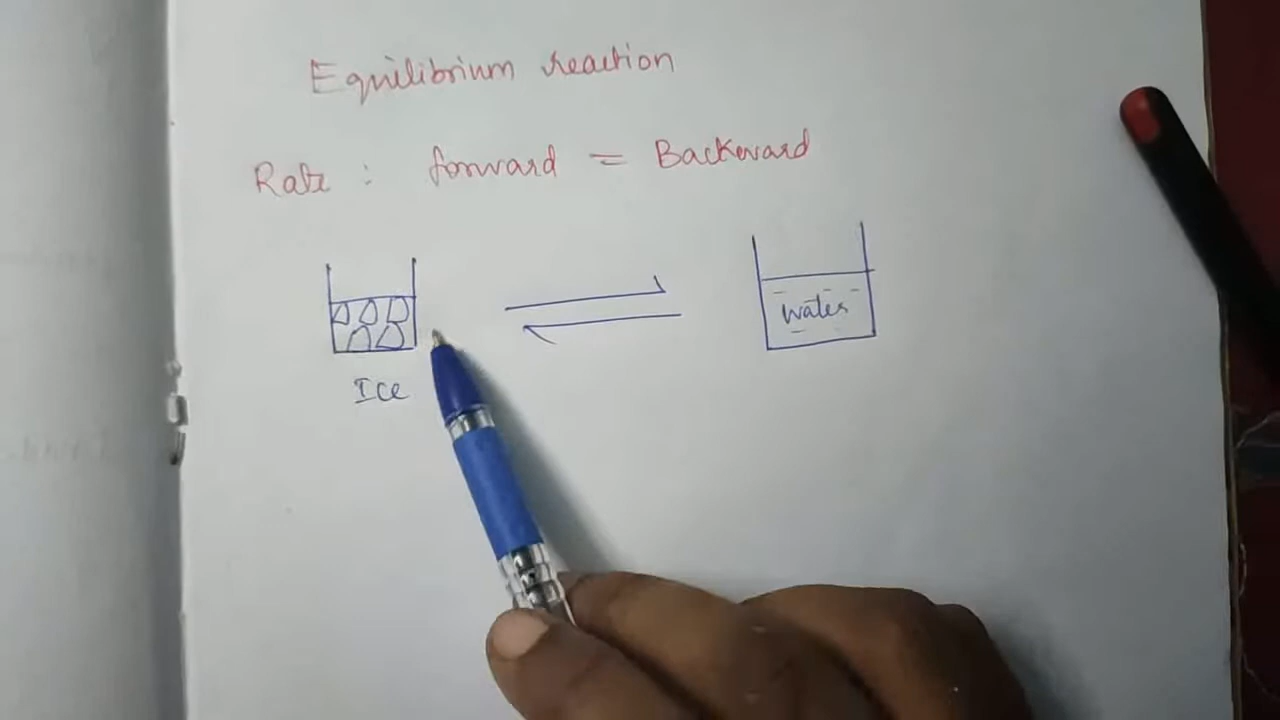 Equilibrium reaction
Rate : forward = Backward
water
Ice